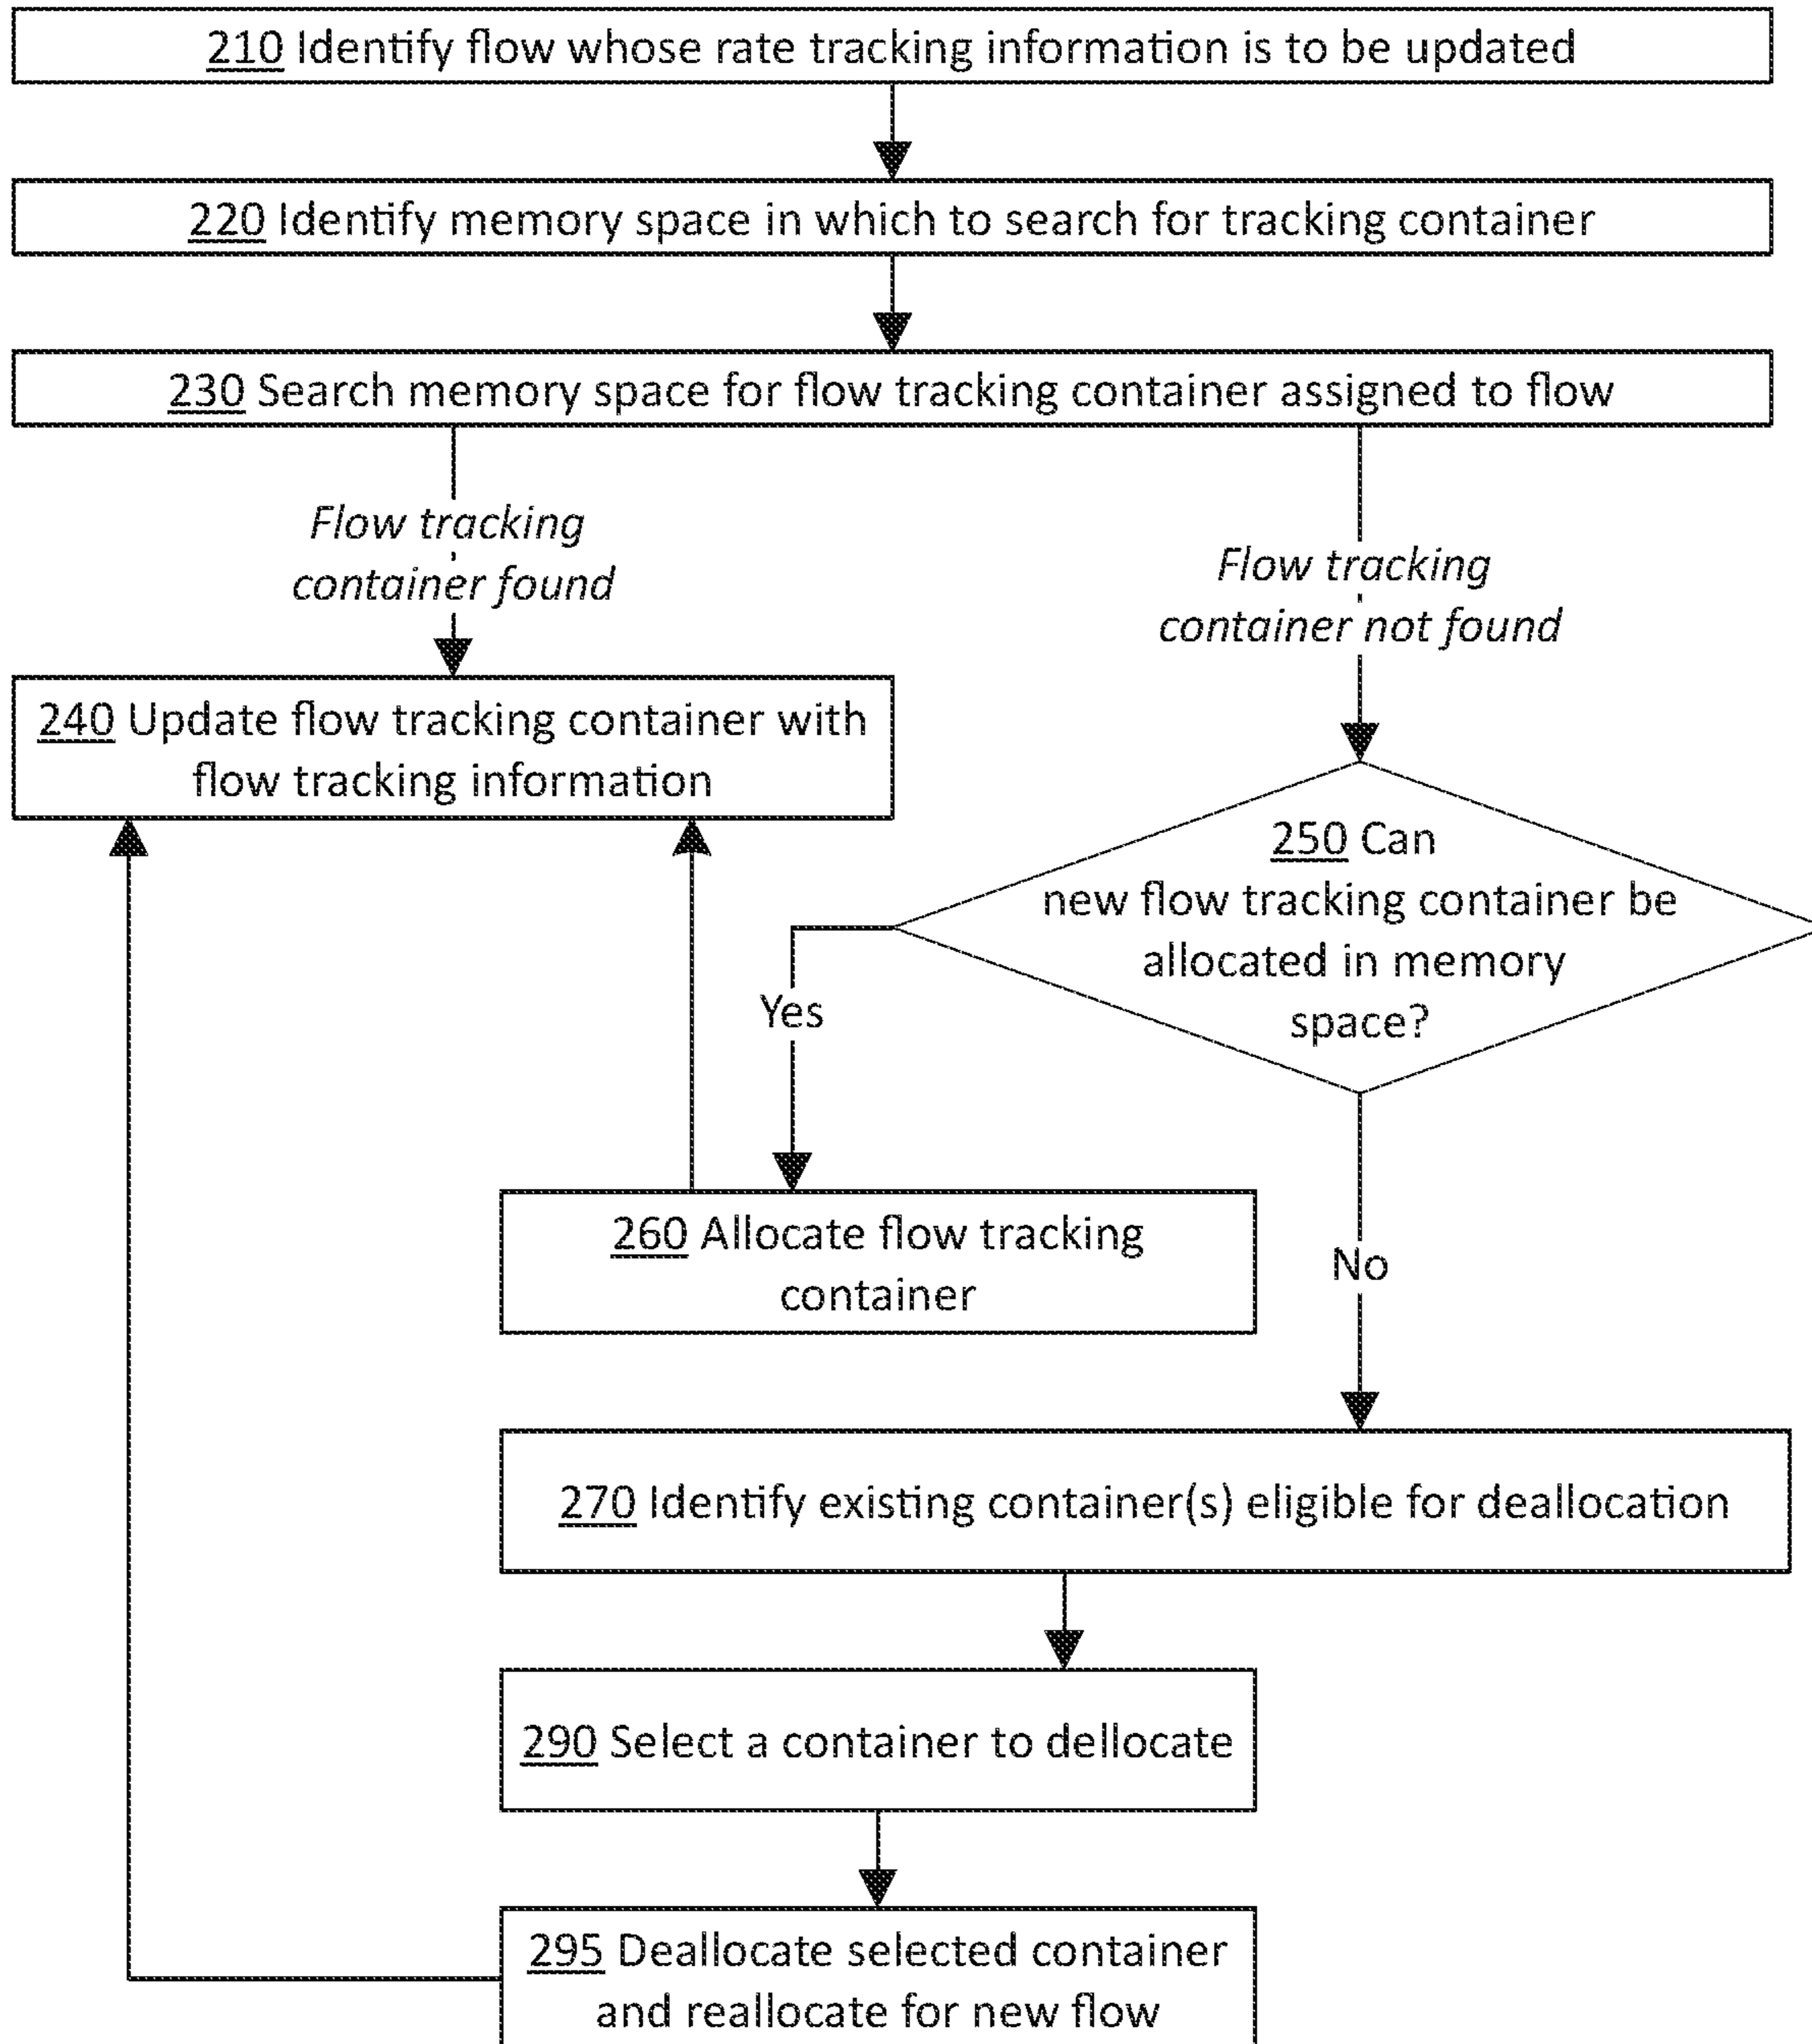 210 Identify flow whose rate tracking information is to be updated
220 Identify memory space in which to search for tracking container
230 Search memory space for flow tracking container assigned to flow
Flow tracking
container found
Flow tracking
container not found
240 Update flow tracking container with
flow tracking information
250 Can
new flow tracking container be
allocated in memory
space?
Yes
260 Allocate flow tracking
container
No
270 Identify existing container(s) eligible for deallocation
290 Select a container to dellocate
295 Deallocate selected container
and reallocate for new flow